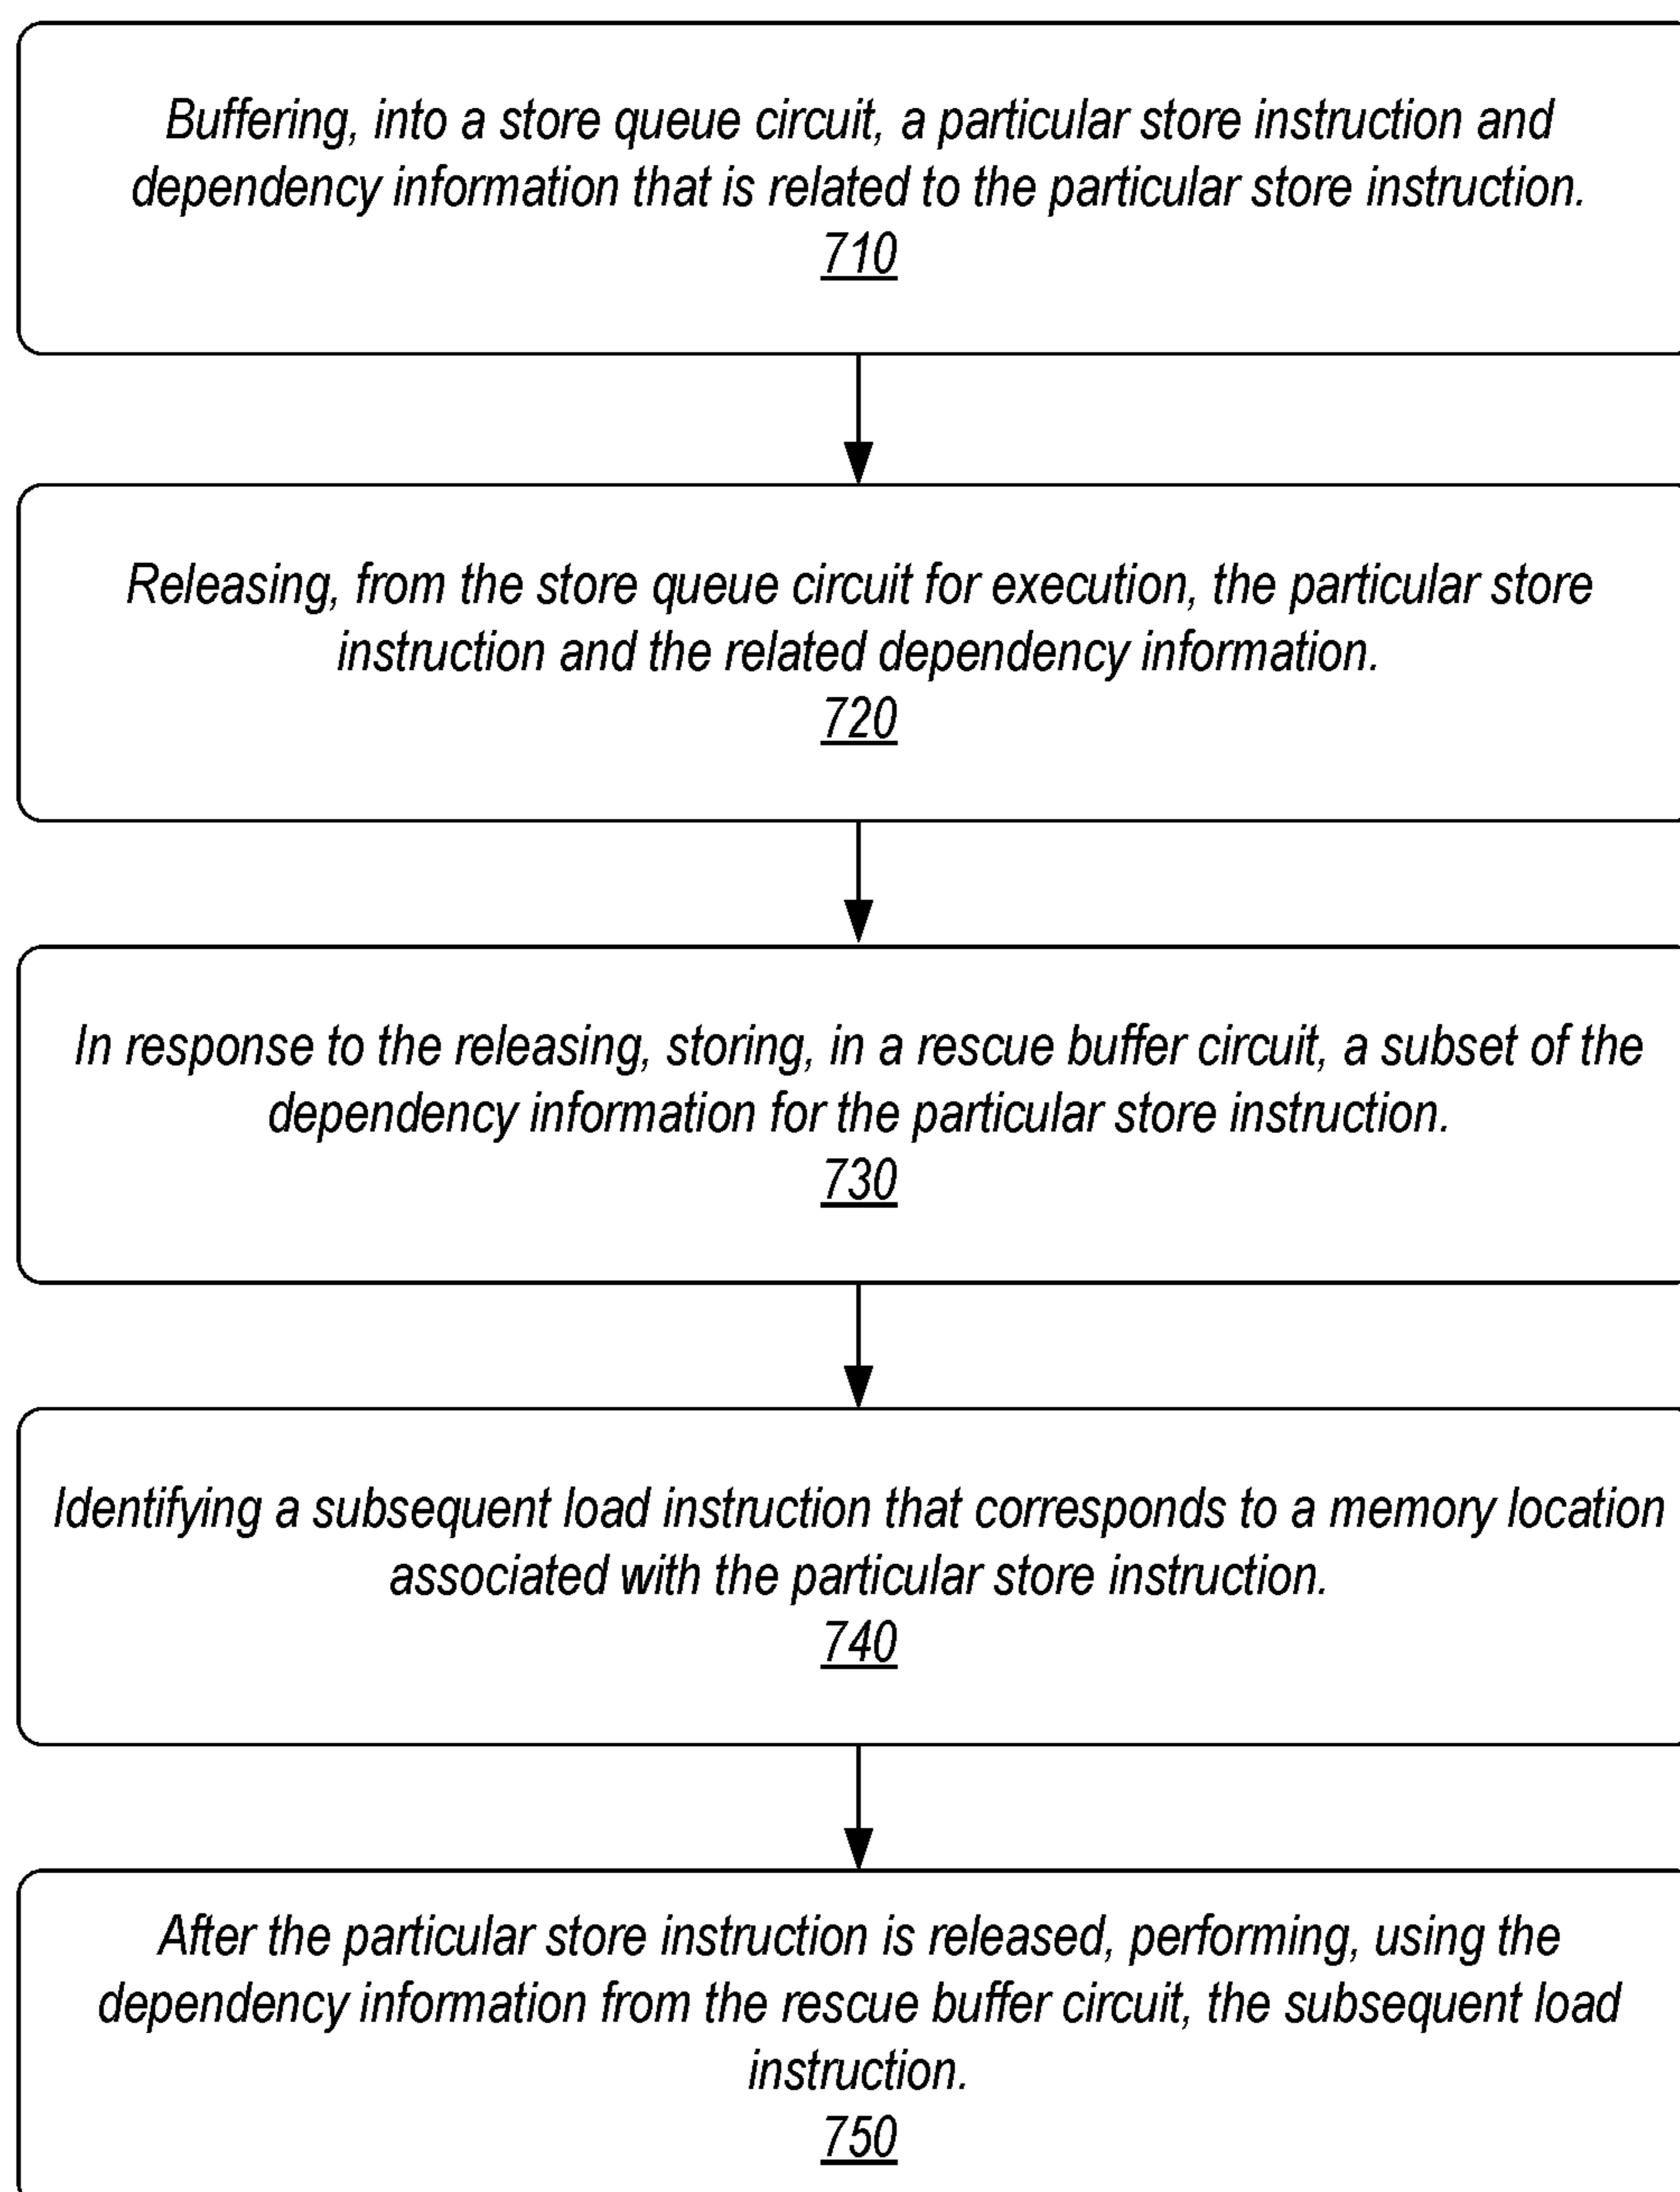 Buffering, into a store queue circuit, a particular store instruction and
dependency information that is related to the particular store instruction.
710
Releasing, from the store queue circuit for execution, the particular store
instruction and the related dependency information.
720
In response to the releasing, storing, in a rescue buffer circuit, a subset of the
dependency information for the particular store instruction.
730
Identifying a subsequent load instruction that corresponds to a memory location
associated with the particular store instruction.
740
After the particular store instruction is released, performing, using the
dependency information from the rescue buffer circuit, the subsequent load
instruction.
750